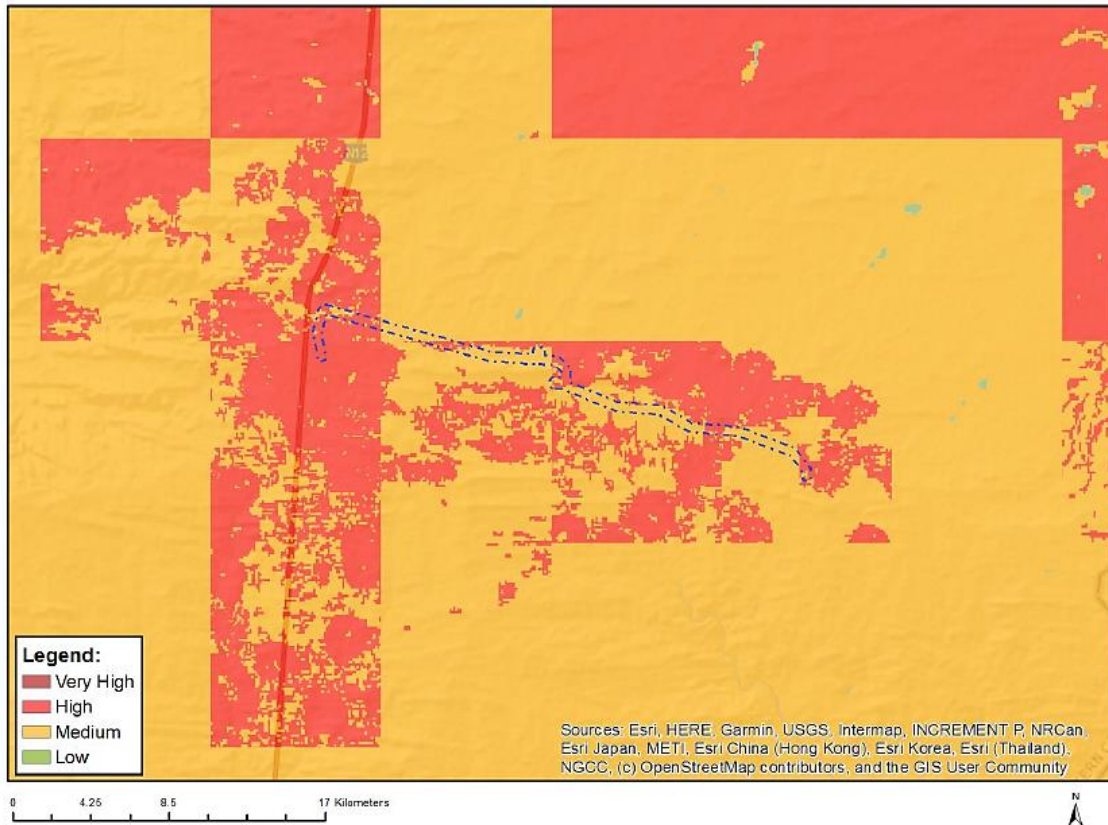 N12
Legend:
Very High
High
Medium
Low
Sources: Esri, HERE, Garmin, USGS, Intermap, INCREMENT P, NRCan,
Esri Japan, METI, Esri China (Hong Kong), Esri Korea, Esri (Thailand),
NGCC, (c) OpenStreetMap contributors, and the GIS User Community
0 4.25 8.5 17 Kilometers
N